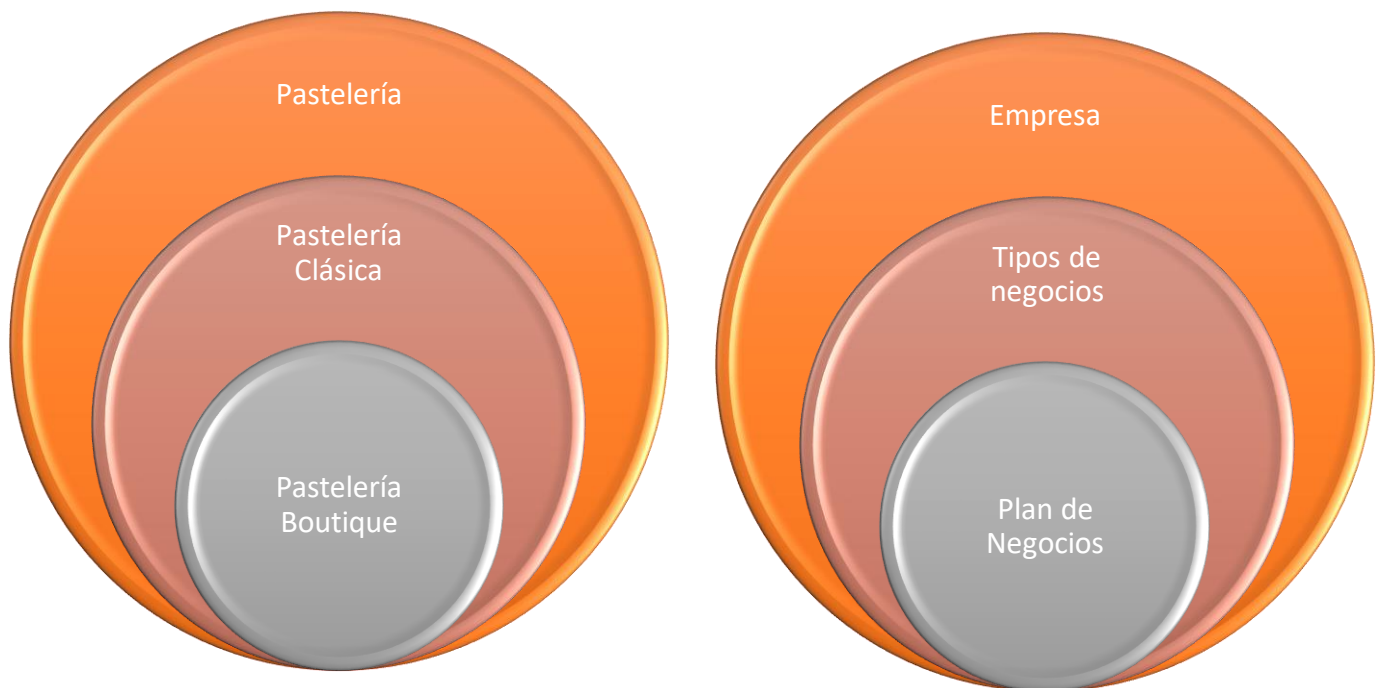 Pastelería
Pastelería
Clásica
Pastelería
Boutique
Empresa
Tipos de
negocios
Plan de
Negocios